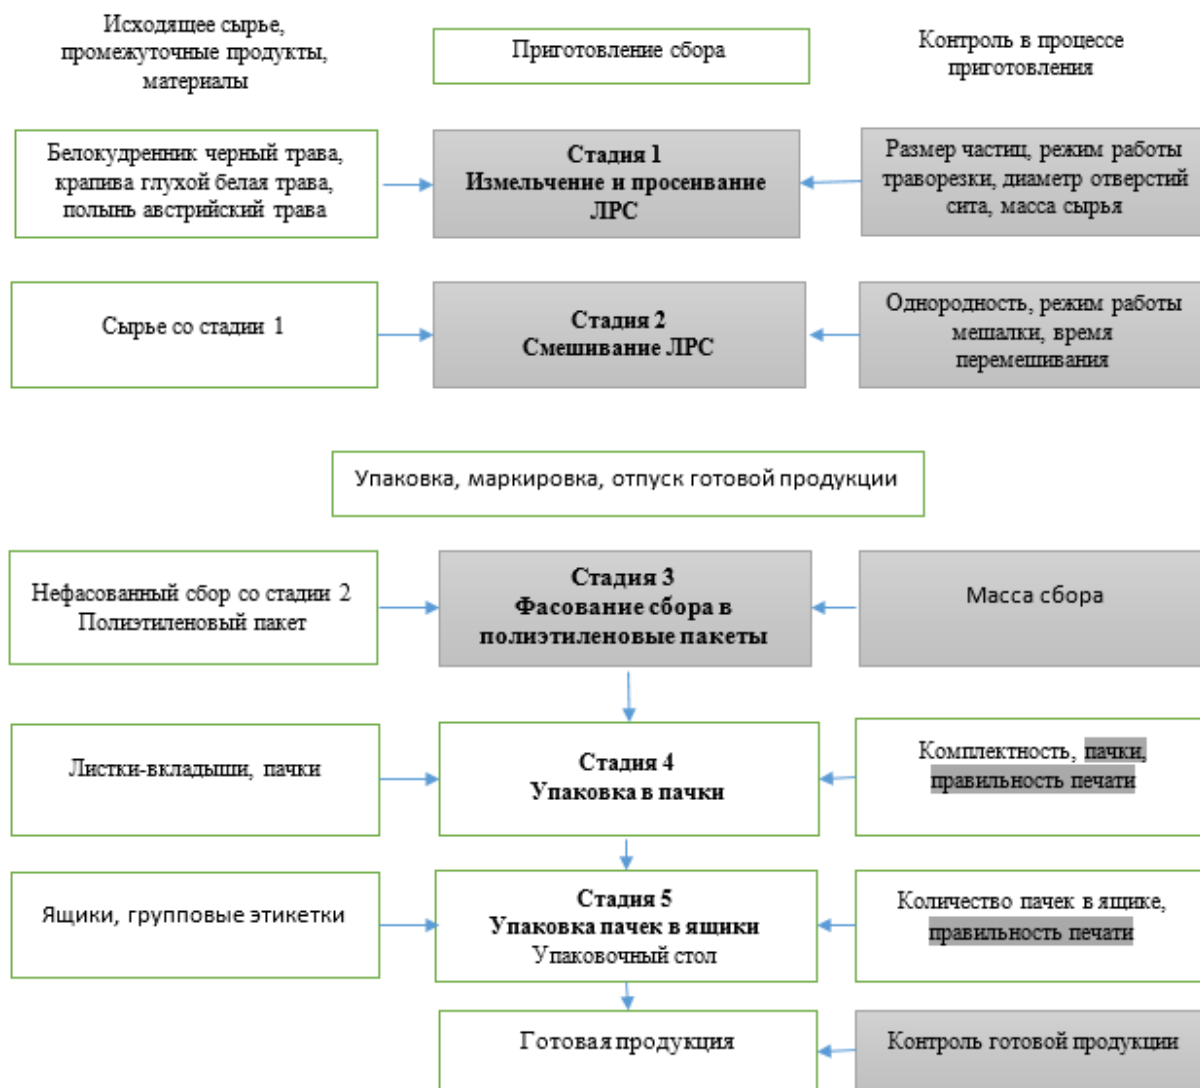 Исходящее сырье,
промежуточные продукты,
материалы
Приготовление сбора
Контроль в процессе
приготовления
Белокудренник черный трава,
крапива глухой белая трава,
полынь австрийский трава
Стадия 1
Измельчение и просеивание
ЛРС
Размер частиц, режим работы
траворезки, диаметр отверстий
сита, масса сырья
Сырье со стадии 1
Стадия 2
Смешивание ЛРС
Однородность, режим работы
мешалки, время
перемешивания
Упаковка, маркировка, отпуск готовой продукции
Нефасованный сбор со стадии 2
Полиэтиленовый пакет
Стадия 3
Фасование сбора в
полиэтиленовые пакеты
Масса сбора
Листки-вкладыши, пачки
Стадия 4
Упаковка в пачки
Комплектность, пачки,
правильность печати
Ящики, групповые этикетки
Стадия 5
Упаковка пачек в ящики
Упаковочный стол
Количество пачек в ящике,
правильность печати
Готовая продукция
Контроль готовой продукции